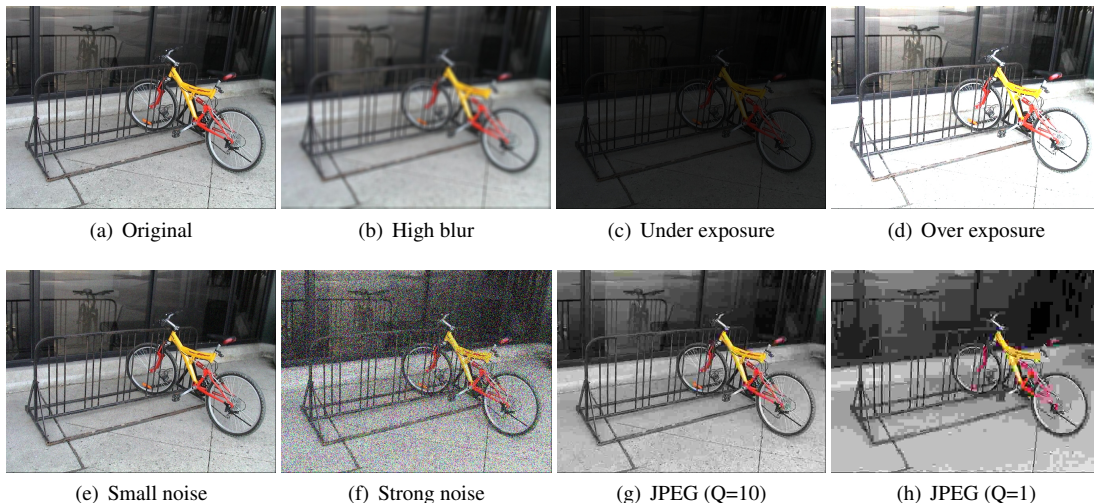 (a) Original
(b) High blur
(c) Under exposure
(d) Over exposure
(e) Small noise
(f) Strong noise
(g) JPEG (Q=10)
(h) JPEG (Q=1)